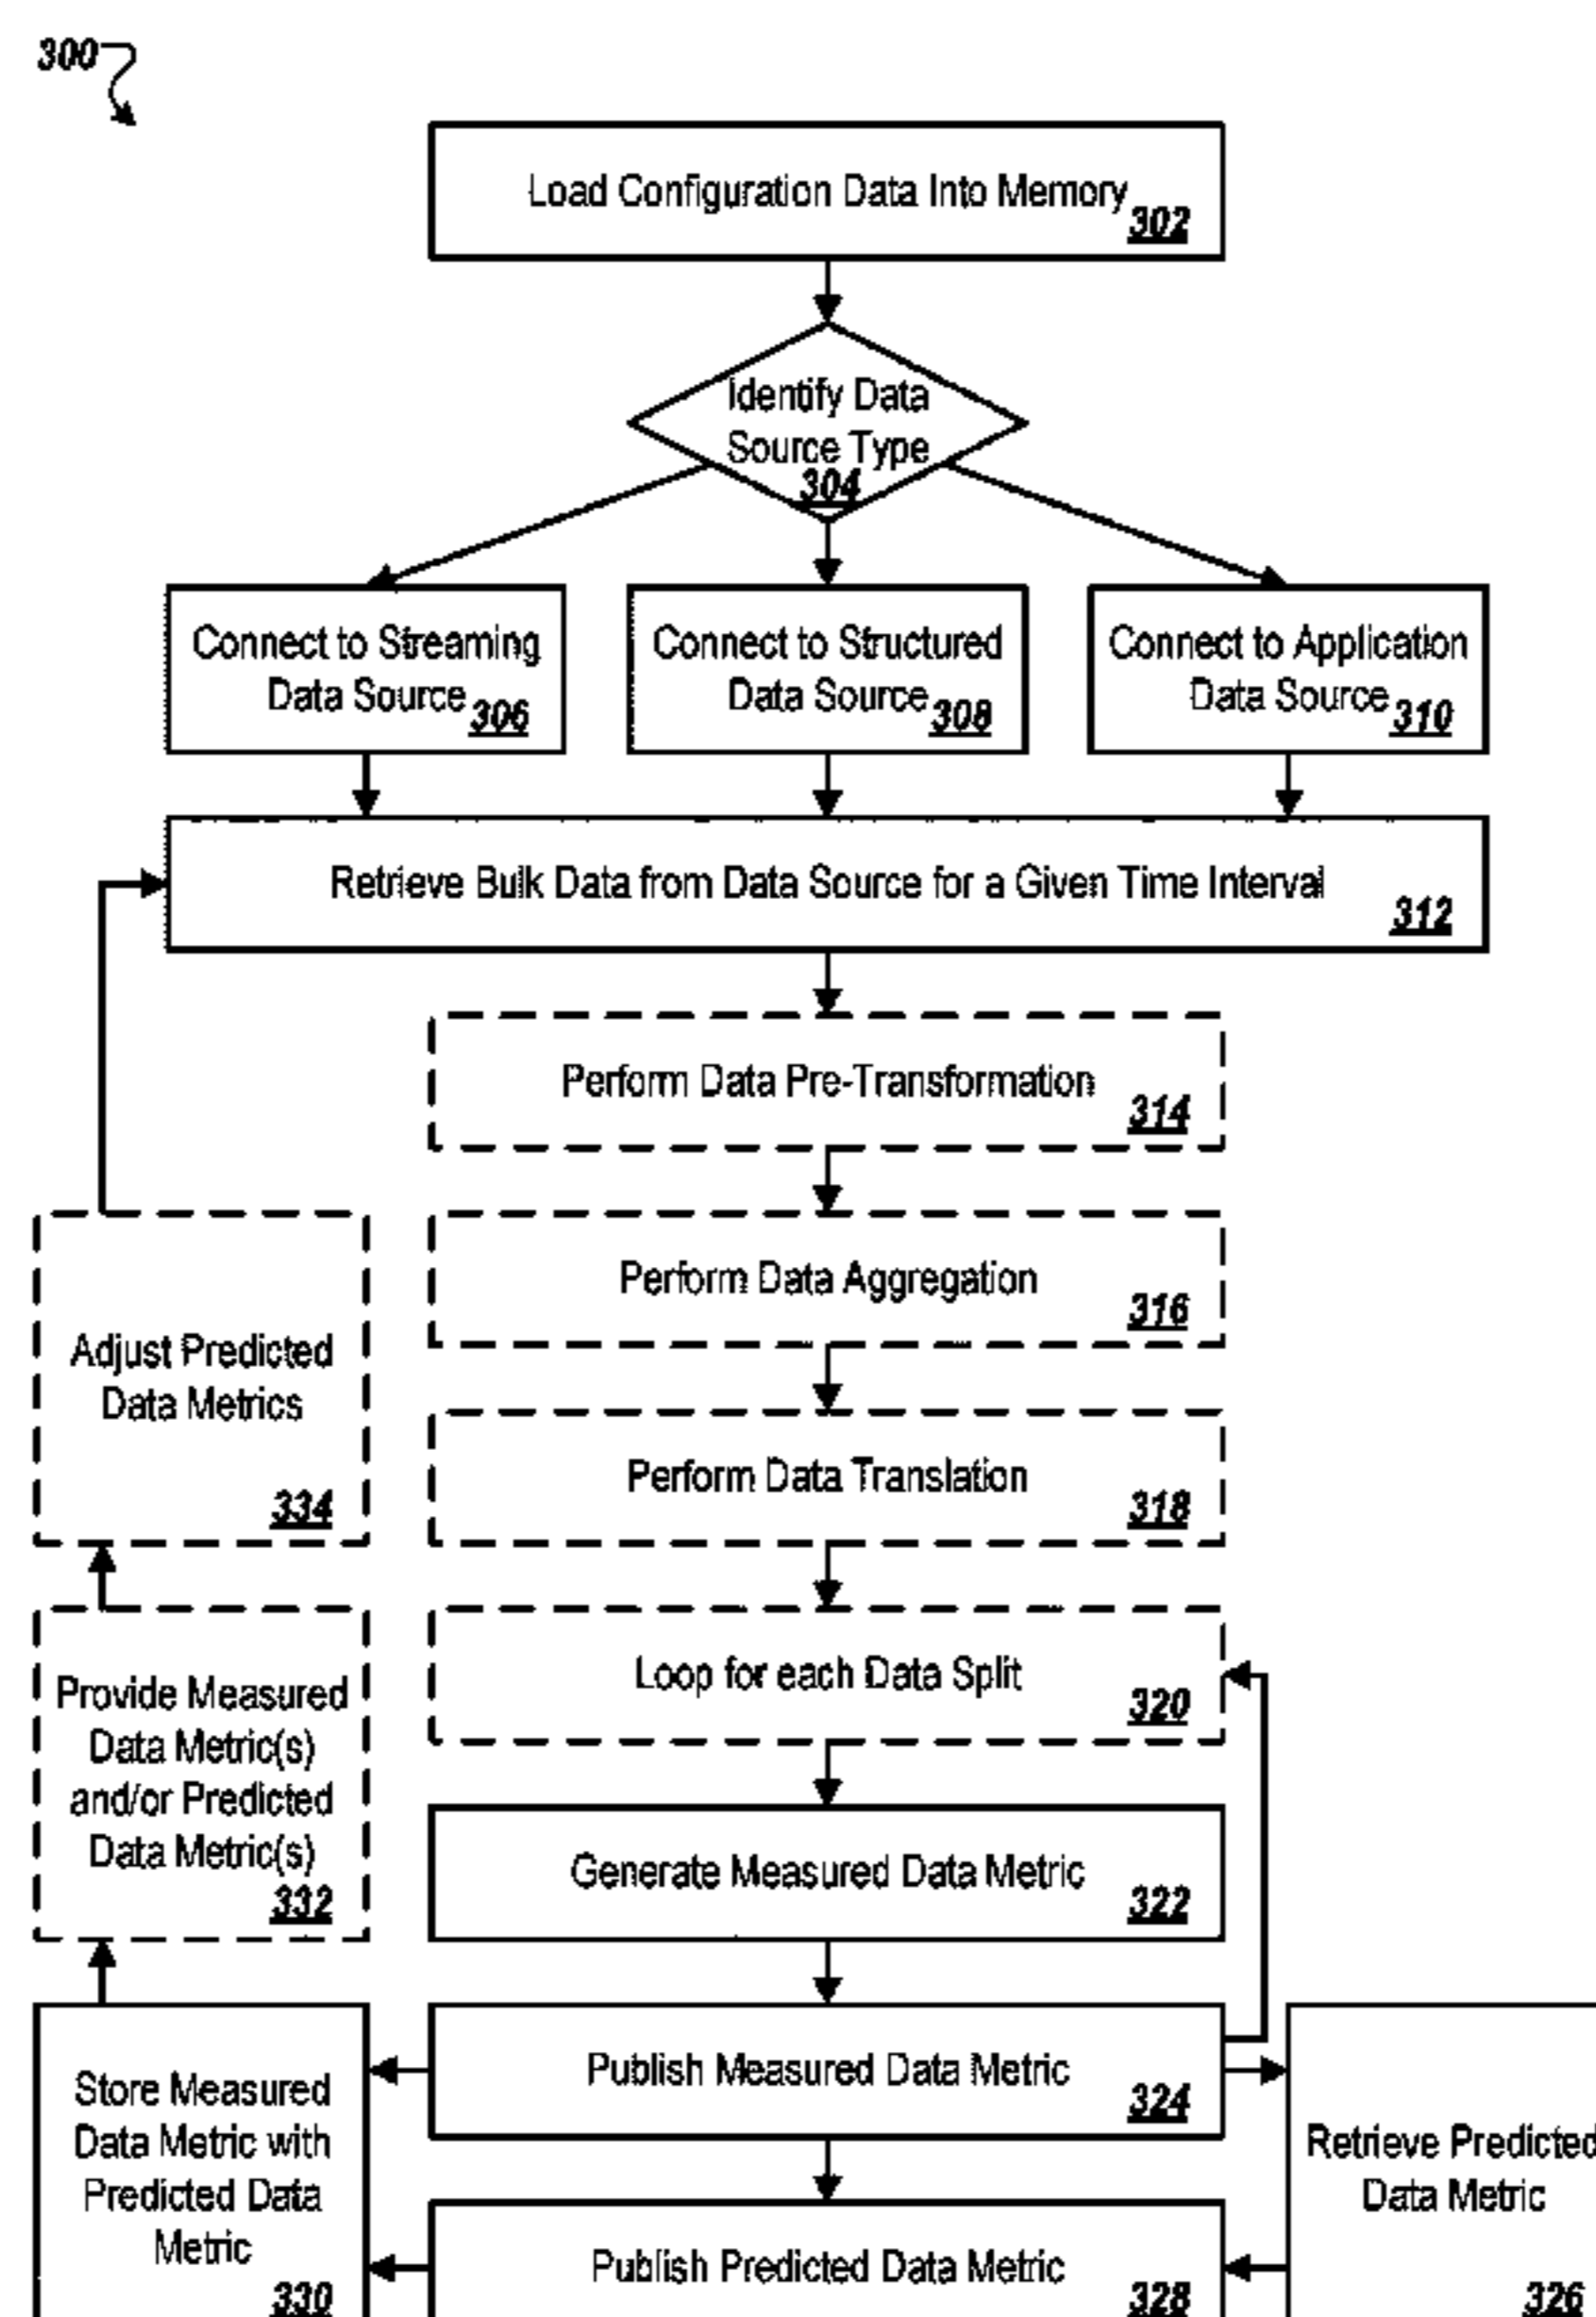 300
Load Configuration Data Into Memory
302
Identify Data
Source Type
304
Connect to Streaming
Data Source
306
Connect to Structured
Data Source
308
Connect to Application
Data Source
310
Retrieve Bulk Data from Data Source for a Given Time Interval
312
Perform Data Pre-Transformation
314
Perform Data Aggregation
316
Adjust Predicted
Data Metrics
334
Perform Data Translation
318
Loop for each Data Split
320
Provide Measured
Data Metric(s)
and/or Predicted
Data Metric(s)
332
Generate Measured Data Metric
322
Publish Measured Data Metric
324
Store Measured
Data Metric with
Predicted Data
Metric
330
Retrieve Predicted
Data Metric
326
Publish Predicted Data Metric
328